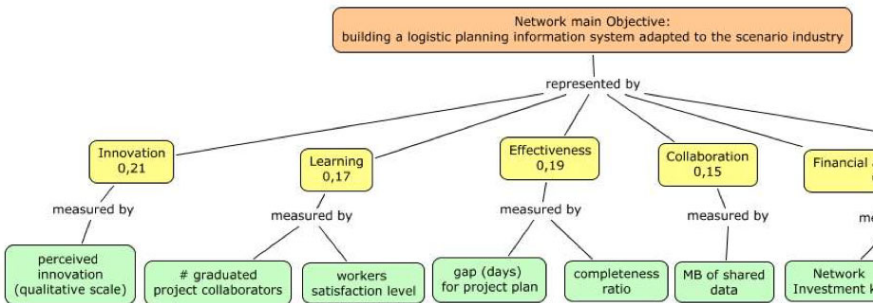 Network main Objective:
building a logistic planning information system adapted to the scenario industry
represented by
Innovation
0,21
Learning
0,17
Effectiveness
0,19
Collaboration
0,15
Financial
measured by
measured by
measured by
measured by
perceived
innovation
(qualitative scale)
# graduated
project collaborators
workers
satisfaction level
gap (days)
for project plan
completeness
ratio
MB of shared
data
Network
Investment